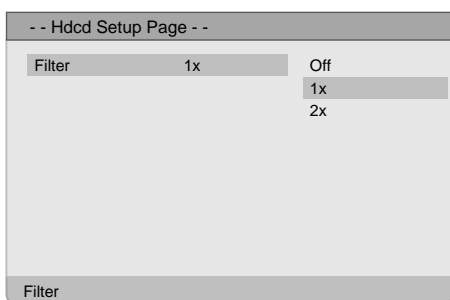 - - Hdcd Setup Page - -
Filter 1x Off
1x
2x
Filter